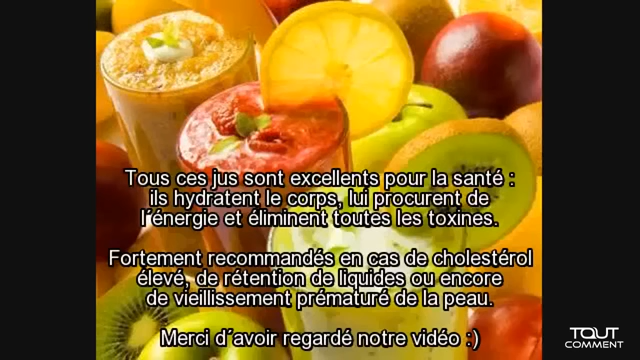 Tous ces jus sont excellents pour la santé :
ils hydratent le corps, lui procurent de
l´énergie et éliminent toutes les toxines.
Fortement recommandés en cas de cholestérol
élevé, de rétention de liquides ou encore
de vieillissement prématuré de la peau.
Merci d´avoir regardé notre vidéo :)
TOUT
COMMENT